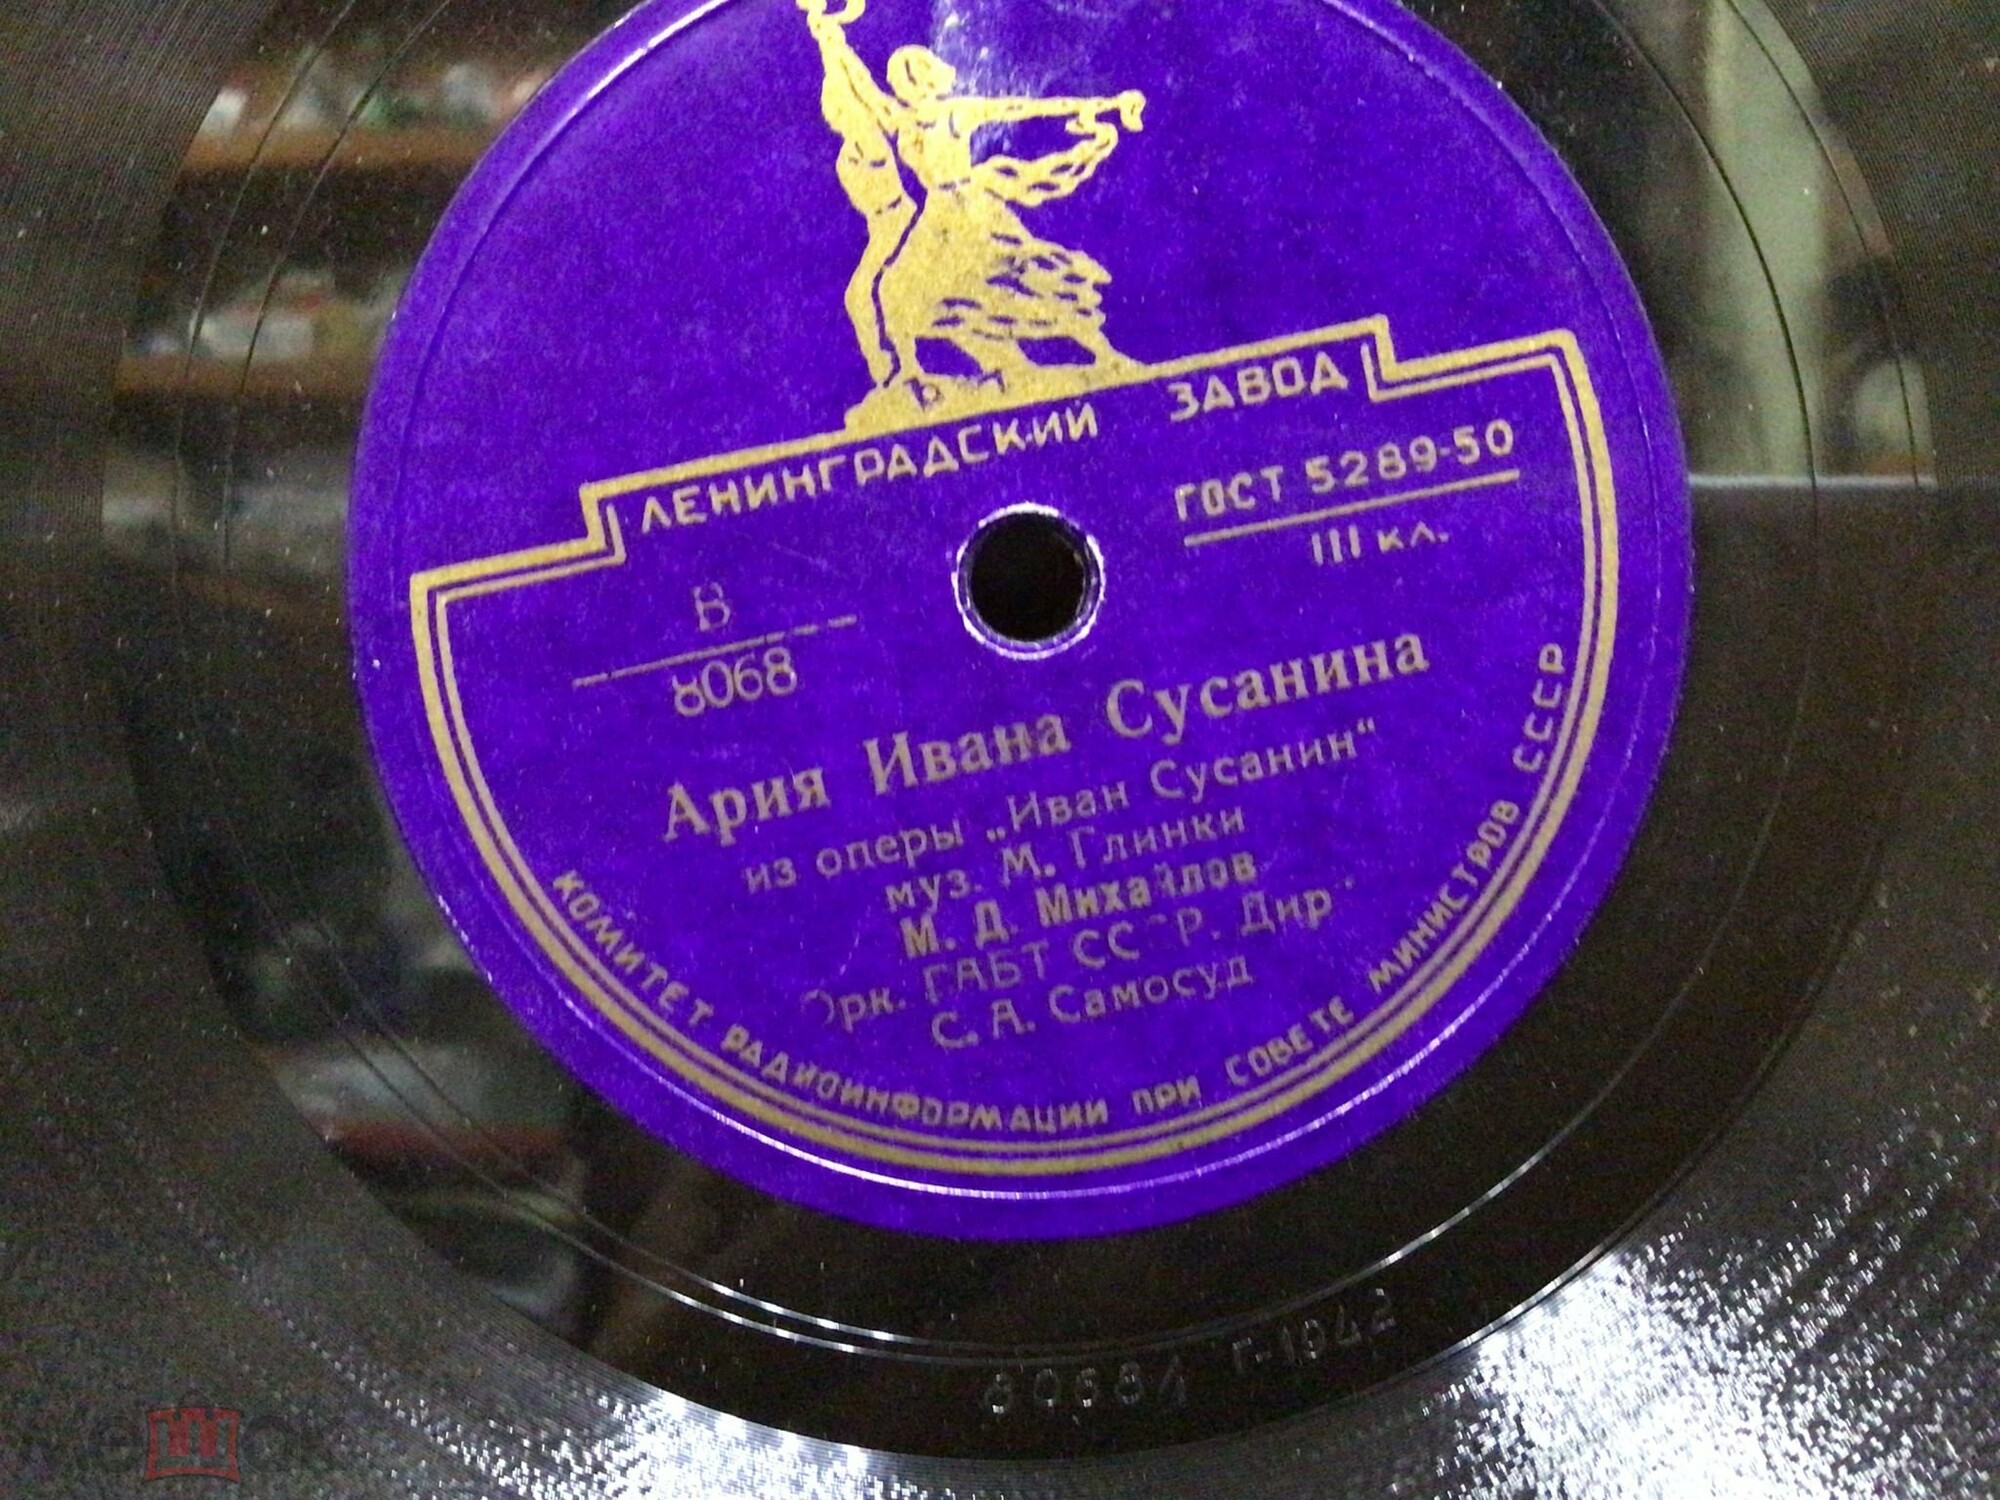 ЛЕНИНГРАДСКИЙ ЗАВОД
ГОСТ 5289-50
III кл.
В
8068
Ария Ивана Сусанина
из оперы „Иван Сусанин“
муз. М. Глинки
М. Д. Михайлов
Орк. ГАБТ СССР. Дир
С. А. Самосуд
КОМИТЕТ РАДИОИНФОРМАЦИИ ПРИ СОВЕТЕ МИНИСТРОВ СССР
Г-1942
мешок